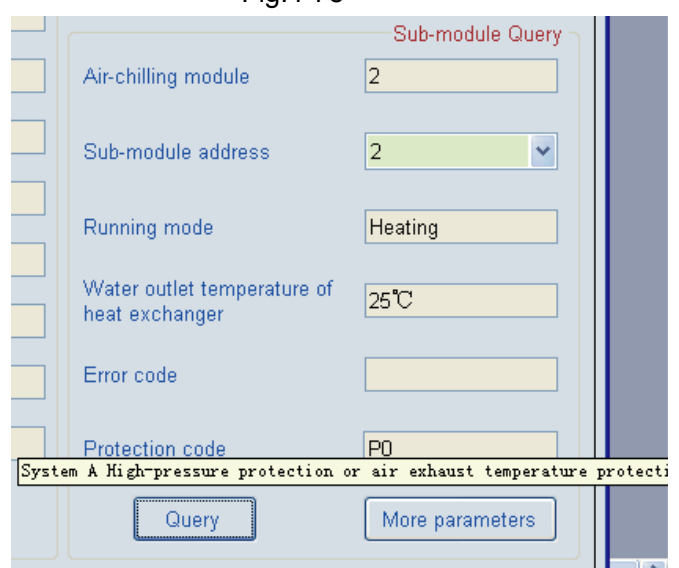 Sub-module Query
Air-chilling module 2
Sub-module address 2
Running mode Heating
Water outlet temperature of
heat exchanger 25℃
Error code
Protection code P0
System A High-pressure protection or air exhaust temperature protecti
Query More parameters